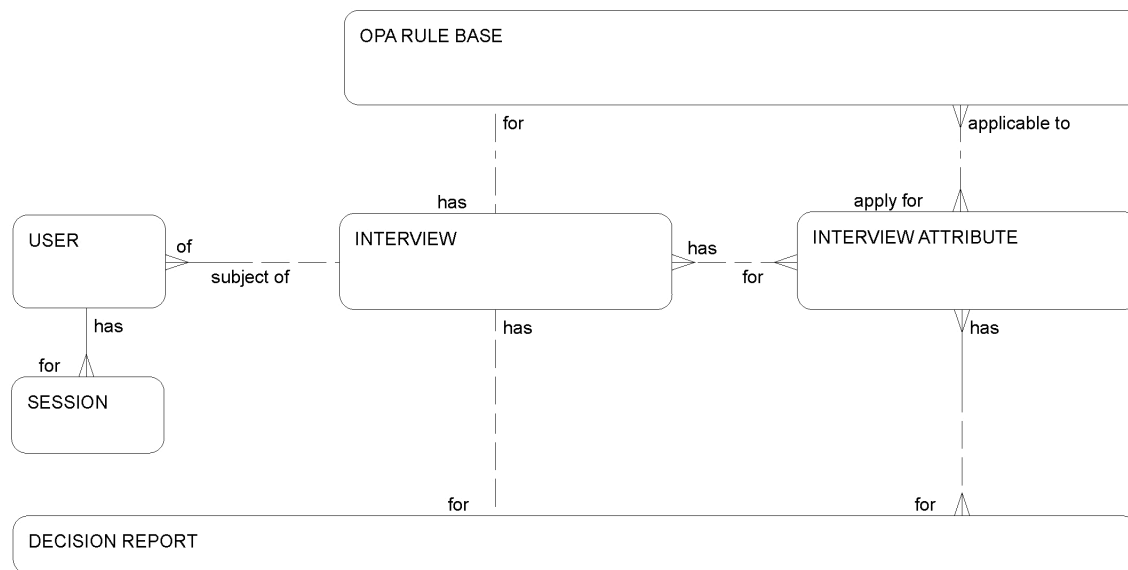 OPA RULE BASE
for
applicable to
has
apply for
USER
of
subject of
INTERVIEW
has
for
INTERVIEW ATTRIBUTE
has
has
has
for
SESSION
for
for
DECISION REPORT